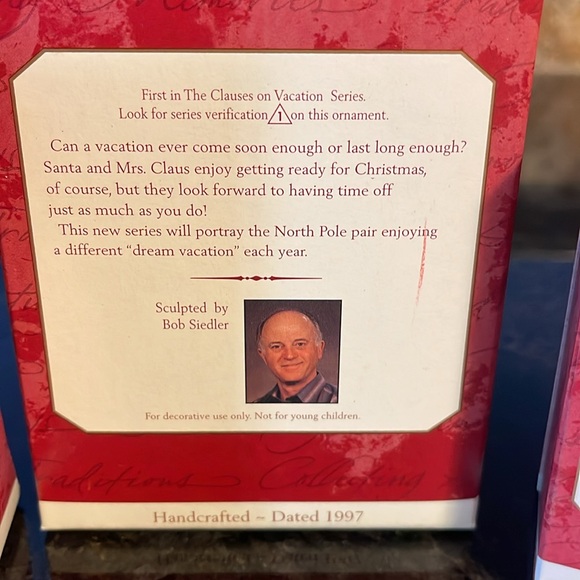 First in The Clauses on Vacation Series.
Look for series verification 1 on this ornament.
Can a vacation ever come soon enough or last long enough?
Santa and Mrs. Claus enjoy getting ready for Christmas,
of course, but they look forward to having time off
just as much as you do!
This new series will portray the North Pole pair enjoying
a different "dream vacation" each year.
Sculpted by
Bob Siedler
For decorative use only. Not for young children.
Traditions Collecting
Handcrafted ~ Dated 1997